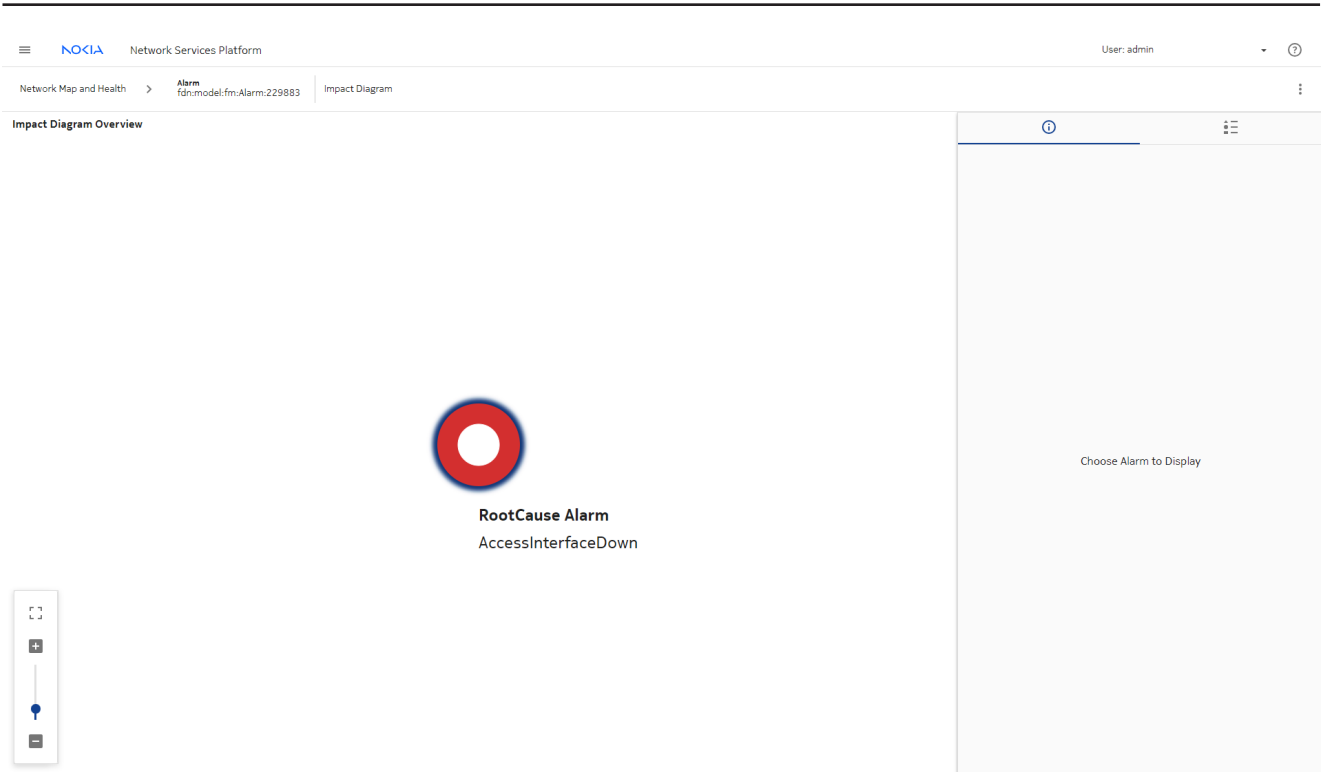 NOKIA Network Services Platform User: admin
Network Map and Health Alarm fdn:model:fm:Alarm:229883 Impact Diagram
Impact Diagram Overview
Choose Alarm to Display
RootCause Alarm
AccessInterfaceDown